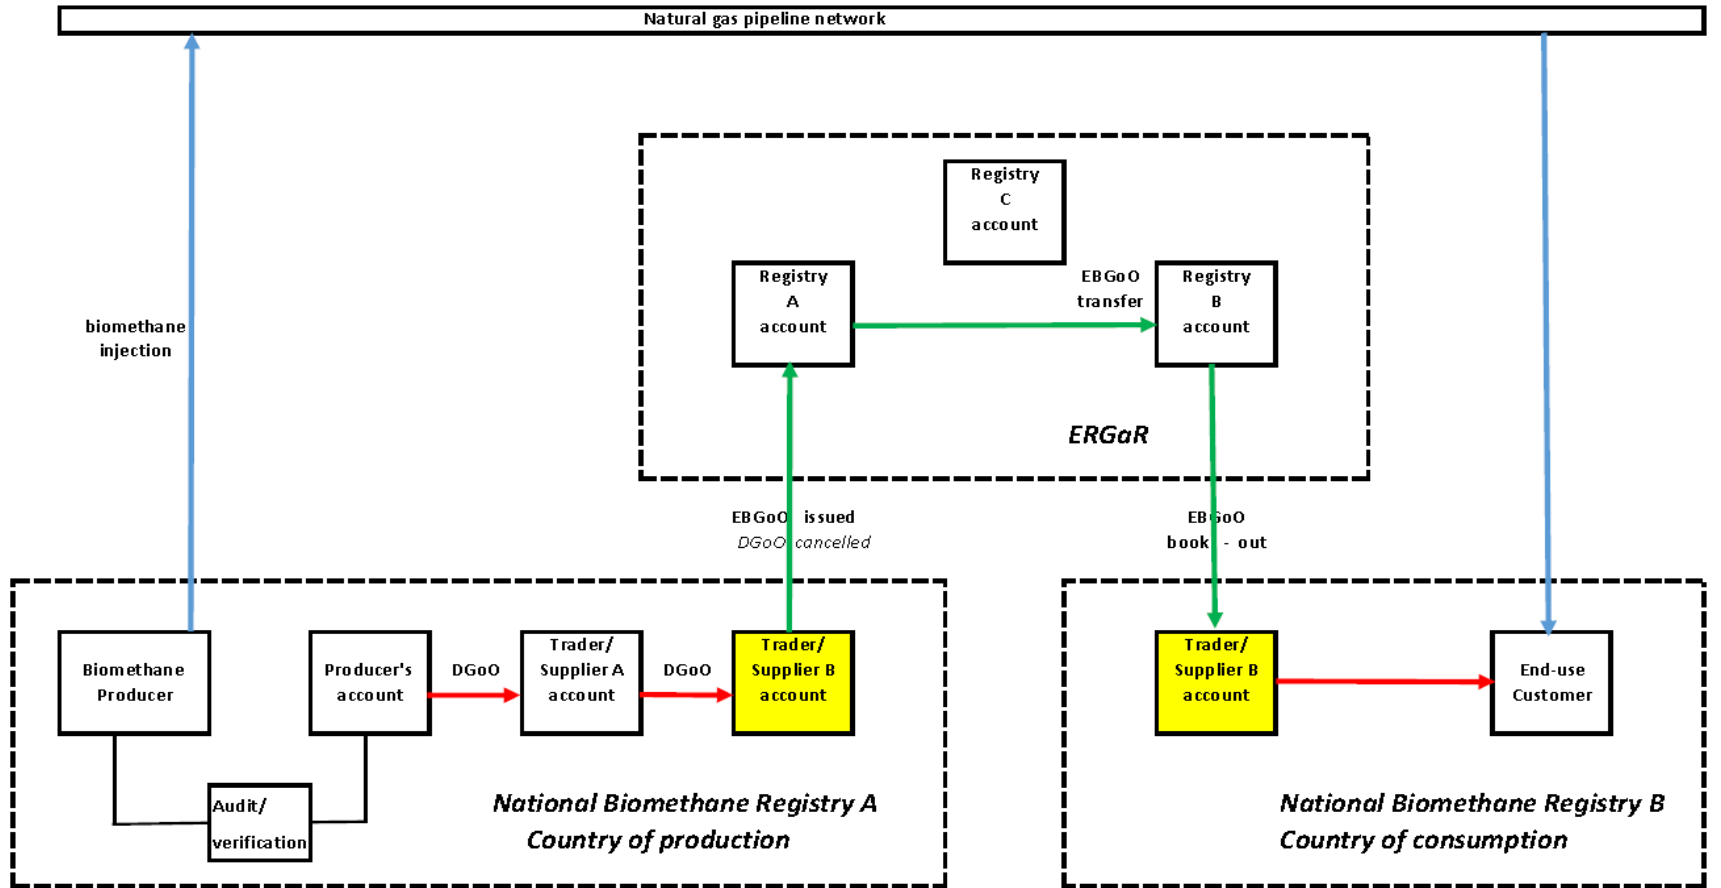 Natural gas pipeline network
Registry
C
account
Registry
A
account
EBGoO
transfer
Registry
B
account
biomethane
injection
ERGaR
EBGoO issued
DGoO cancelled
EBGoO
book - out
Biomethane
Producer
Producer's
account
DGoO
Trader/
Supplier A
account
DGoO
Trader/
Supplier B
account
Trader/
Supplier B
account
End-use
Customer
Audit/
verification
National Biomethane Registry A
Country of production
National Biomethane Registry B
Country of consumption